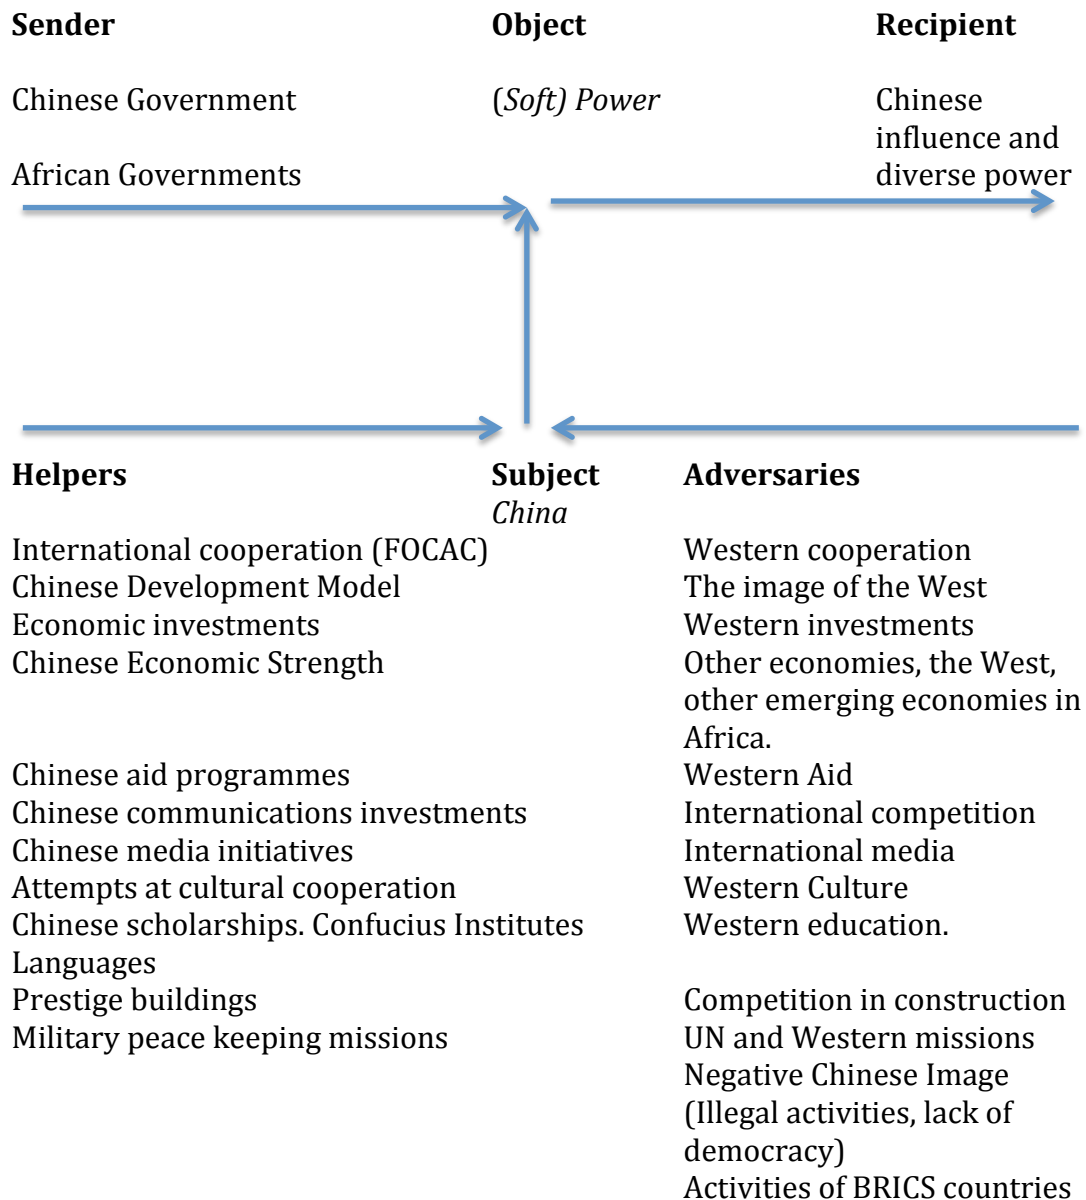 Sender Object Recipient
Chinese Government (Soft) Power Chinese
influence and
African Governments diverse power
Helpers Subject Adversaries
China
International cooperation (FOCAC) Western cooperation
Chinese Development Model The image of the West
Economic investments Western investments
Chinese Economic Strength Other economies, the West,
other emerging economies in
Africa.
Chinese aid programmes Western Aid
Chinese communications investments International competition
Chinese media initiatives International media
Attempts at cultural cooperation Western Culture
Chinese scholarships. Confucius Institutes Western education.
Languages
Prestige buildings Competition in construction
Military peace keeping missions UN and Western missions
Negative Chinese Image
(Illegal activities, lack of
democracy)
Activities of BRICS countries